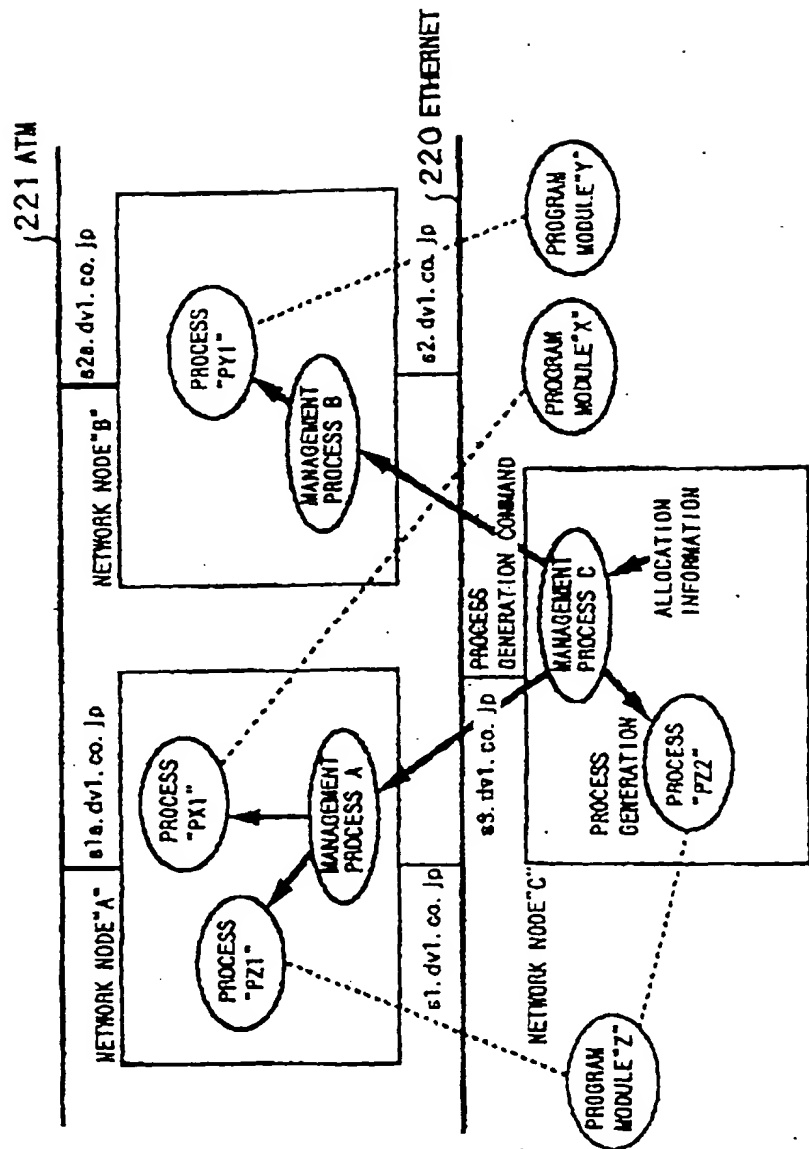 221 ATM
NETWORK NODE"A"
s1a.dv1.co.jp
NETWORK NODE"B"
s2a.dv1.co.jp
PROCESS
"PZ1"
PROCESS
"PX1"
MANAGEMENT
PROCESS A
PROCESS
"PY1"
MANAGEMENT
PROCESS B
s1.dv1.co.jp
s2.dv1.co.jp
220 ETHERNET
s3.dv1.co.jp
PROCESS
GENERATION COMMAND
NETWORK NODE"C"
MANAGEMENT
PROCESS C
PROCESS
GENERATION
PROCESS
"PZ2"
ALLOCATION
INFORMATION
PROGRAM
MODULE"Z"
PROGRAM
MODULE"X"
PROGRAM
MODULE"Y"